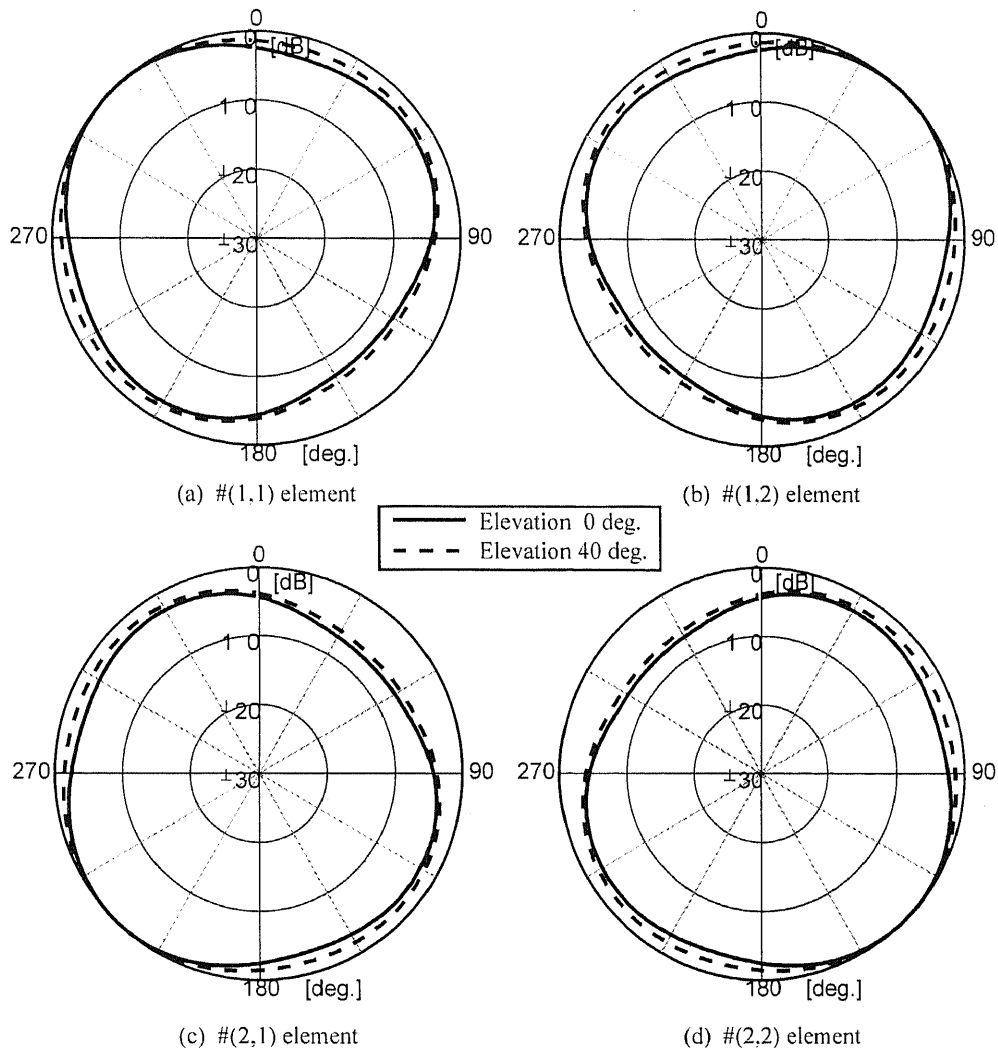 0
0
[dB]
1 0
±20
±30
270
90
180
[deg.]
(a) #(1,1) element
0
0
[dB]
1 0
±20
±30
270
90
180
[deg.]
(b) #(1,2) element
Elevation 0 deg.
Elevation 40 deg.
0
0
[dB]
1 0
±20
±30
270
90
180
[deg.]
(c) #(2,1) element
0
0
[dB]
1 0
±20
±30
270
90
180
[deg.]
(d) #(2,2) element